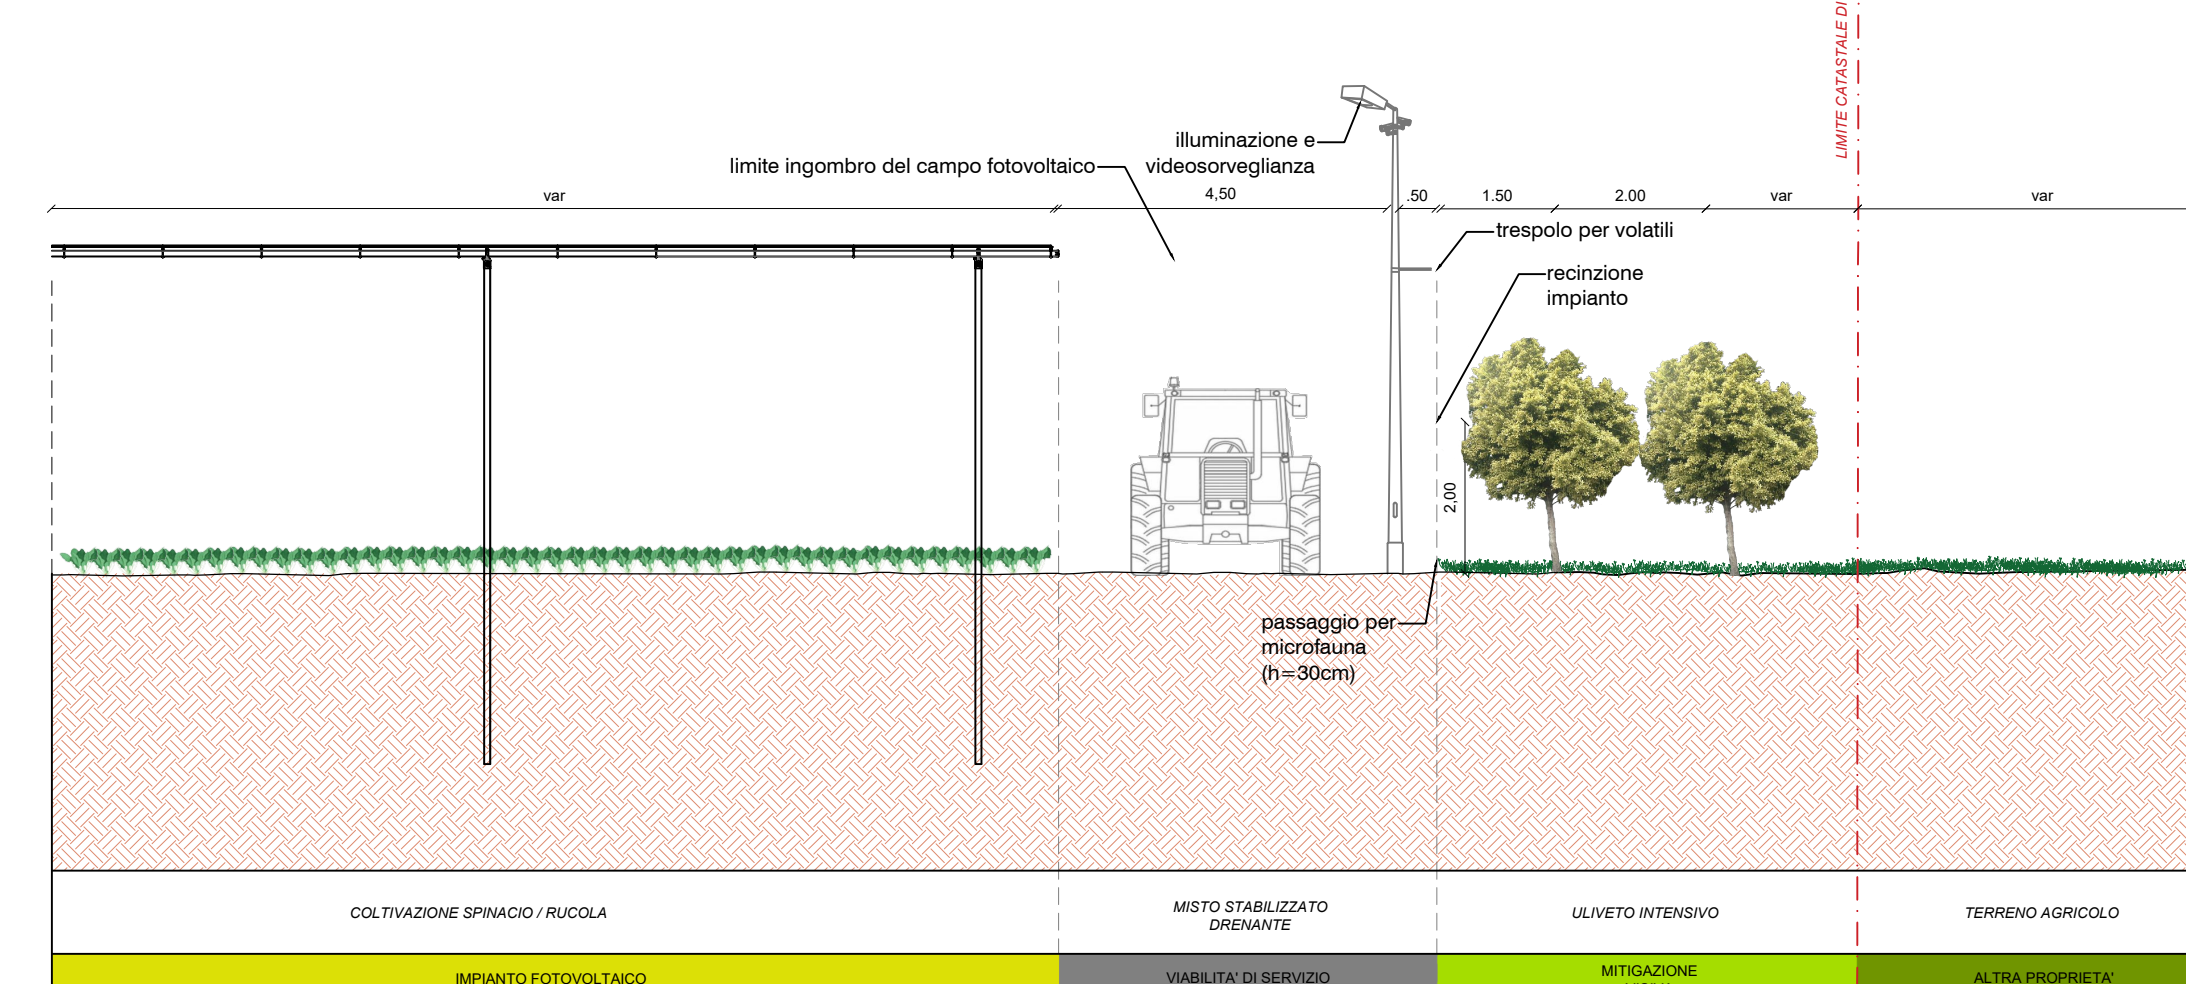 LIMITE CATASTALE DI
illuminazione e
videosorveglianza
limite ingombro del campo fotovoltaico
var
4,50
.50
1.50
2.00
var
var
trespolo per volatili
recinzione
impianto
2,00
passaggio per
microfauna
(h=30cm)
COLTIVAZIONE SPINACIO / RUCOLA
MISTO STABILIZZATO
DRENANTE
ULIVETO INTENSIVO
TERRENO AGRICOLO
IMPIANTO FOTOVOLTAICO
VIABILITA' DI SERVIZIO
MITIGAZIONE
ALTRA PROPRIETA'